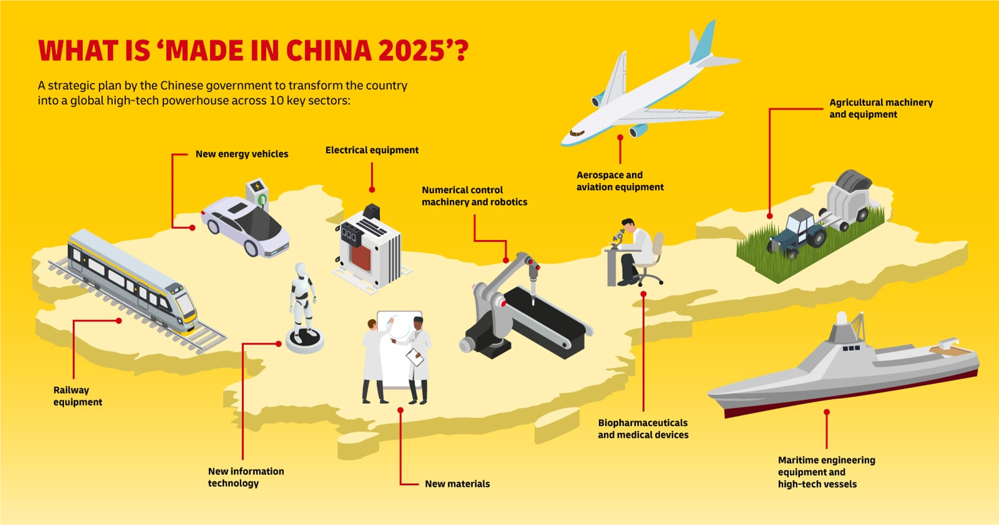 WHAT IS ‘MADE IN CHINA 2025’?
A strategic plan by the Chinese government to transform the country
into a global high-tech powerhouse across 10 key sectors:
Agricultural machinery
and equipment
New energy vehicles
Electrical equipment
Numerical control
machinery and robotics
Aerospace and
aviation equipment
Railway
equipment
New information
technology
New materials
Biopharmaceuticals
and medical devices
Maritime engineering
equipment and
high-tech vessels